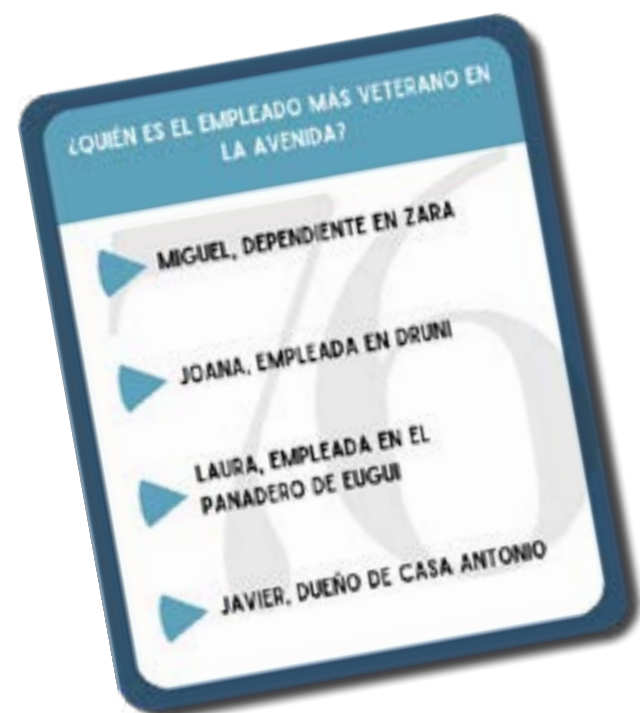 ¿QUIÉN ES EL EMPLEADO MÁS VETERANO EN
LA AVENIDA?
MIGUEL, DEPENDIENTE EN ZARA
JOANA, EMPLEADA EN DRUNI
LAURA, EMPLEADA EN EL
PANADERO DE EUGUI
JAVIER, DUEÑO DE CASA ANTONIO
76